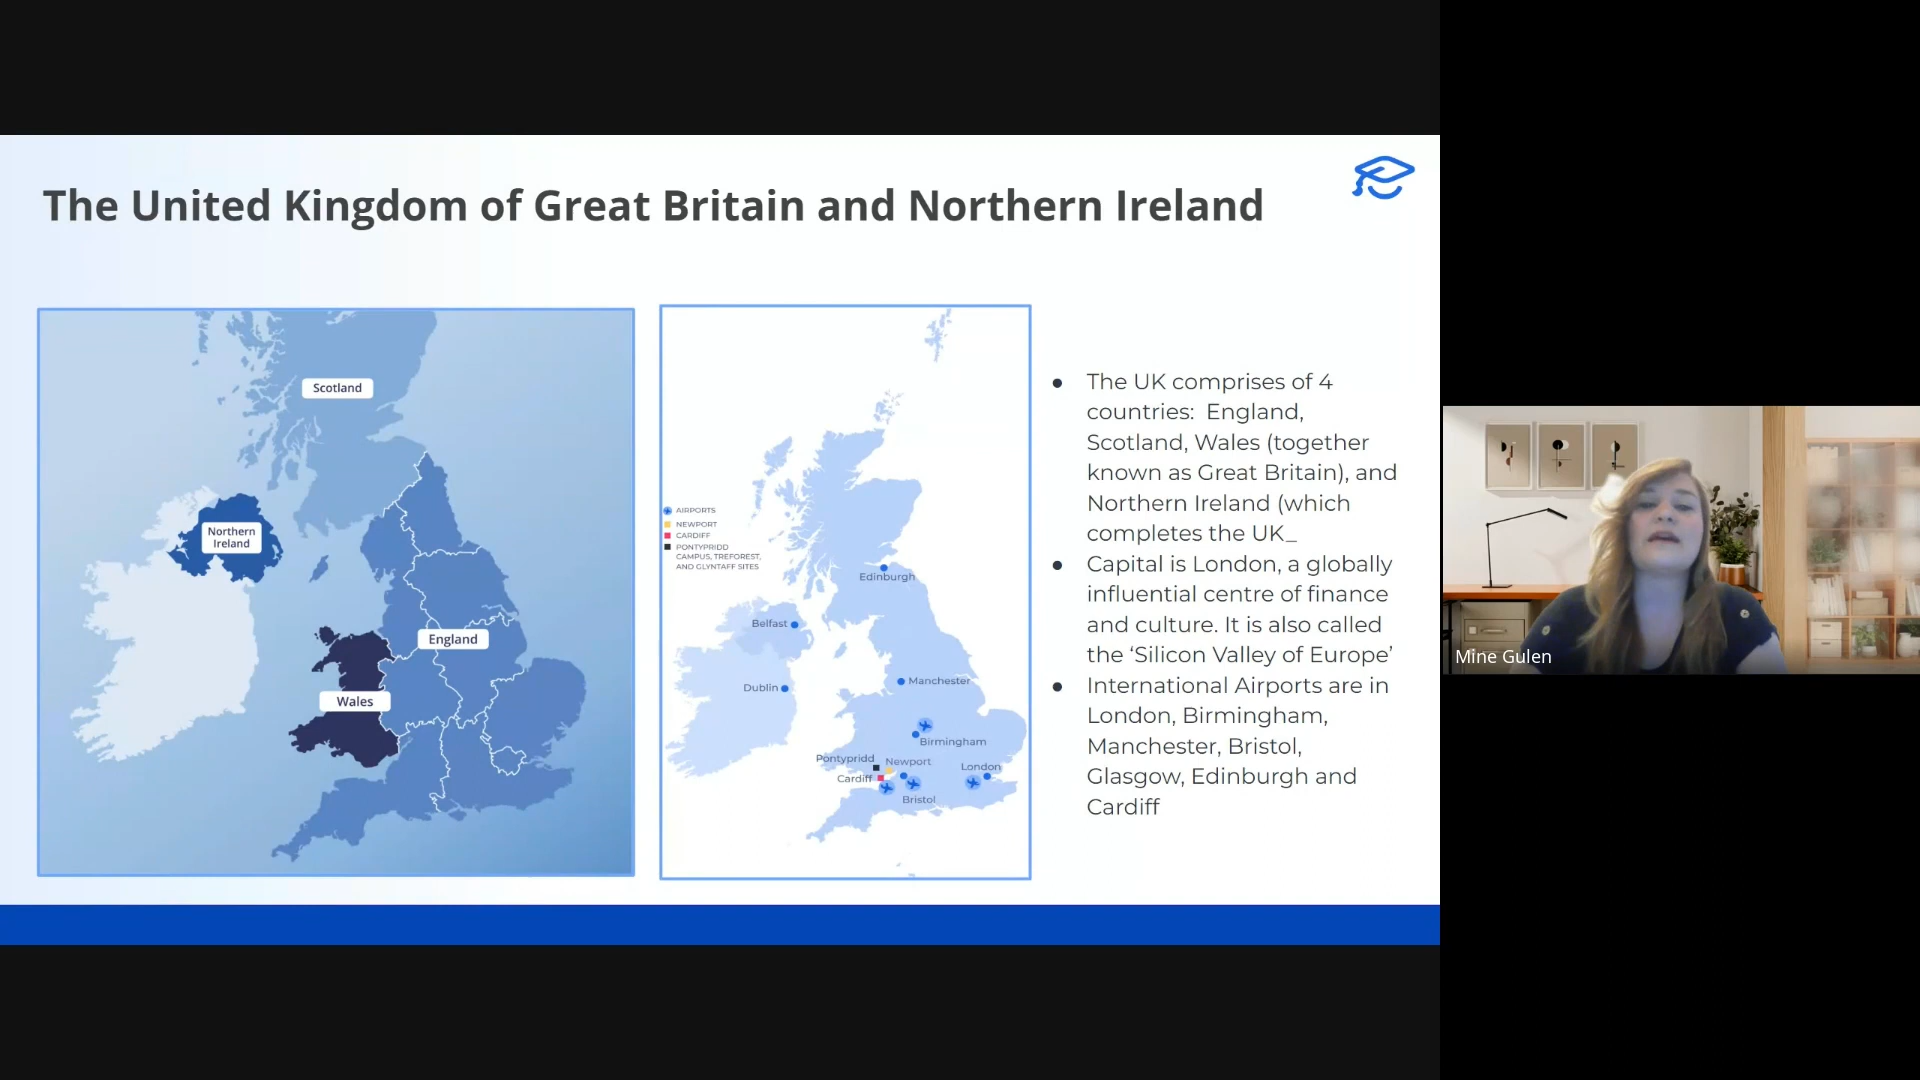 The United Kingdom of Great Britain and Northern Ireland
Scotland
Northern
Ireland
England
Wales
AIRPORTS
NEWPORT
CARDIFF
PONTYPRIDD
CAMPUS, TREFOREST,
AND GLYNTAFF SITES
Edinburgh
Belfast
Dublin
Manchester
Birmingham
Pontypridd
Newport
London
Cardiff
Bristol
● The UK comprises of 4
countries:  England,
Scotland, Wales (together
known as Great Britain), and
Northern Ireland (which
completes the UK_
● Capital is London, a globally
influential centre of finance
and culture. It is also called
the ‘Silicon Valley of Europe’
● International Airports are in
London, Birmingham,
Manchester, Bristol,
Glasgow, Edinburgh and
Cardiff
Mine Gulen